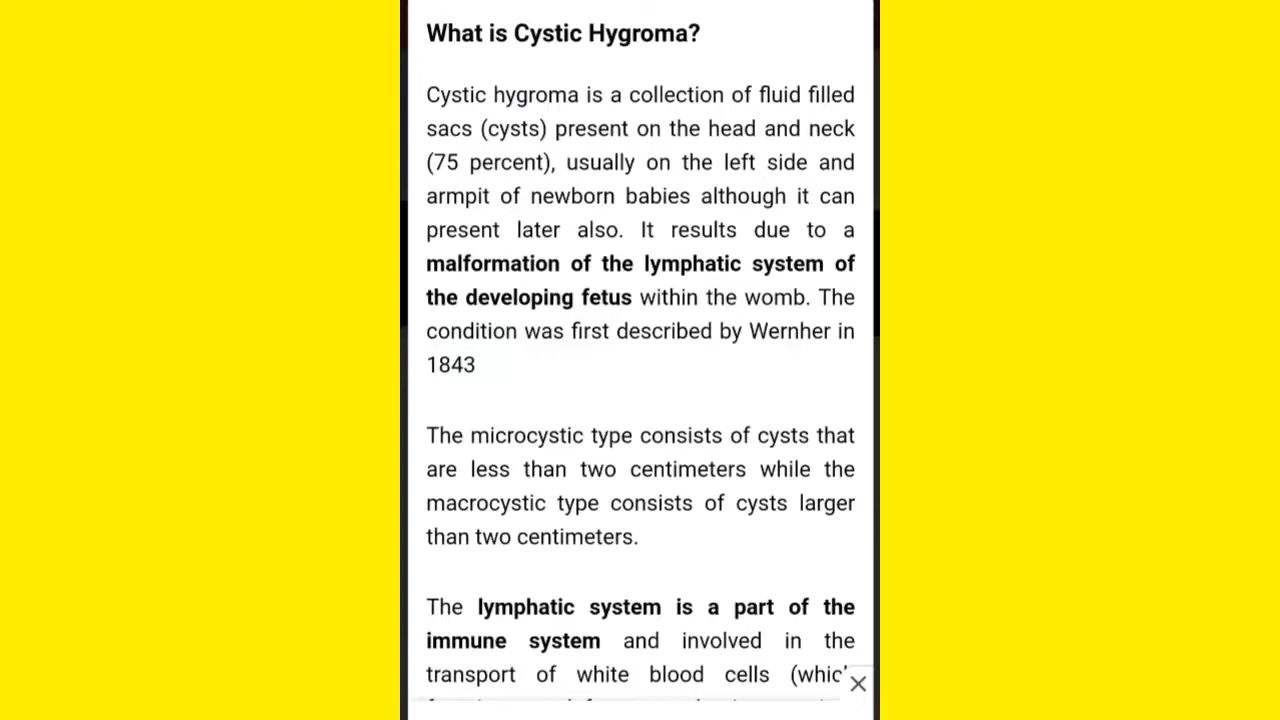 What is Cystic Hygroma?
Cystic hygroma is a collection of fluid filled
sacs (cysts) present on the head and neck
(75 percent), usually on the left side and
armpit of newborn babies although it can
present later also. It results due to a
malformation of the lymphatic system of
the developing fetus within the womb. The
condition was first described by Wernher in
1843
The microcystic type consists of cysts that
are less than two centimeters while the
macrocystic type consists of cysts larger
than two centimeters.
The lymphatic system is a part of the
immune system and involved in the
transport of white blood cells